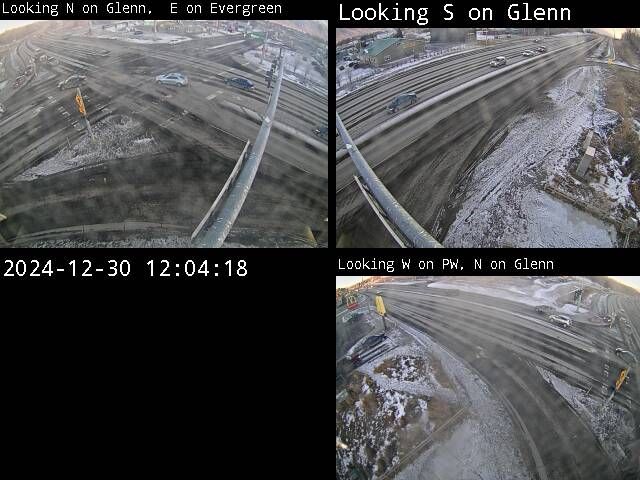 Looking N on Glenn, E on Evergreen
Looking S on Glenn
2024-12-30 12:04:18
Looking W on PW, N on Glenn